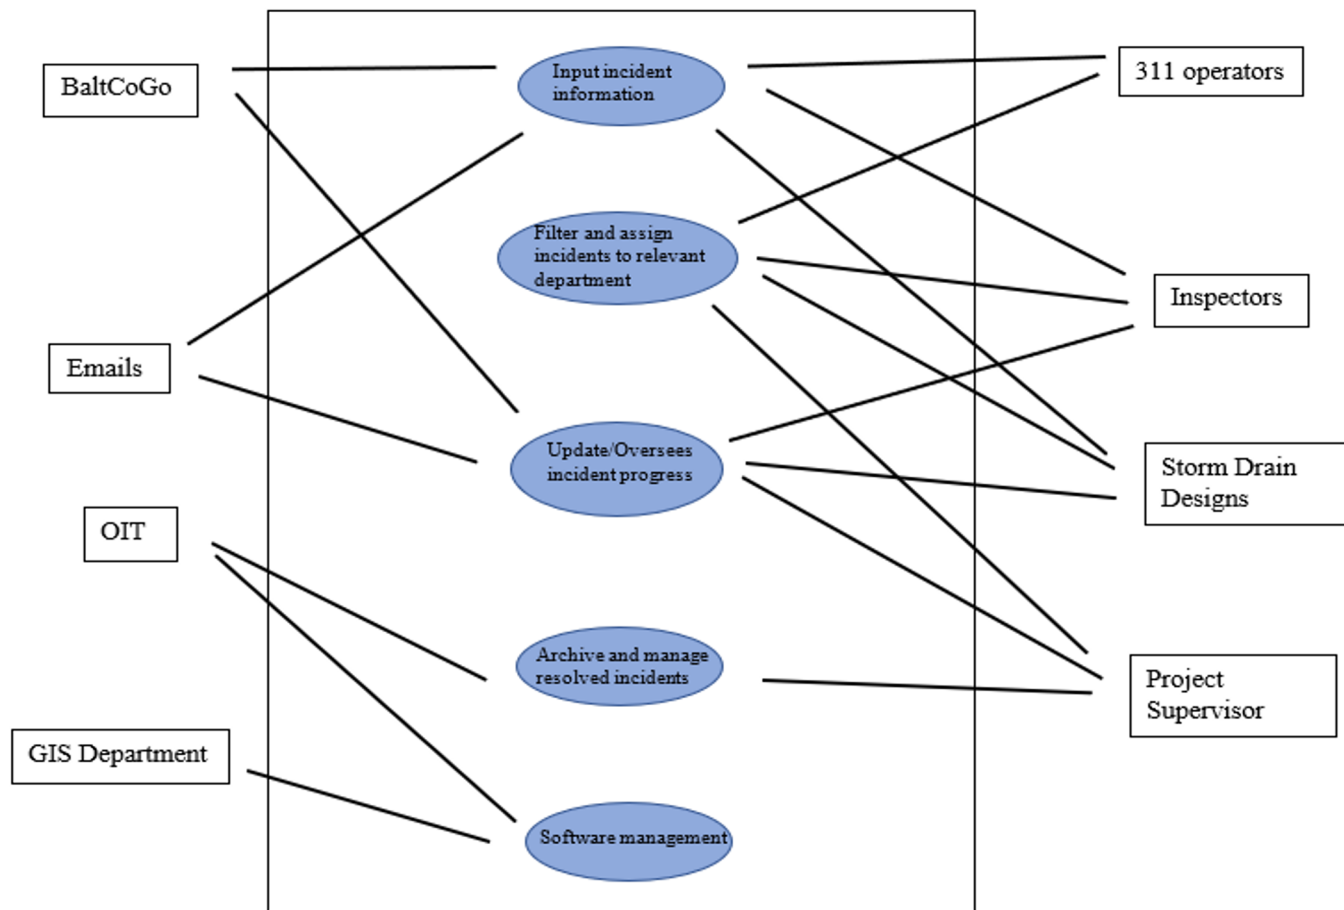 BaltCoGo
Input incident
information
311 operators
Filter and assign
incidents to relevant
department
Inspectors
Emails
Update/Oversees
incident progress
Storm Drain
Designs
OIT
Archive and manage
resolved incidents
Project
Supervisor
GIS Department
Software management